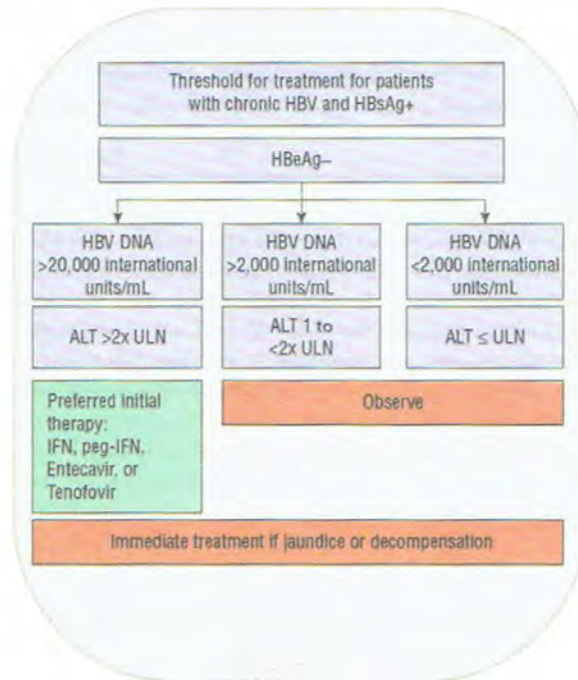 Threshold for treatment for patients
with chronic HBV and HBsAg+
HBeAg–
HBV DNA
>20,000 international
units/mL
HBV DNA
>2,000 international
units/mL
HBV DNA
<2,000 international
units/mL
ALT >2x ULN
ALT 1 to
<2x ULN
ALT ≤ ULN
Preferred initial
therapy:
IFN, peg-IFN,
Entecavir, or
Tenofovir
Observe
Immediate treatment if jaundice or decompensation